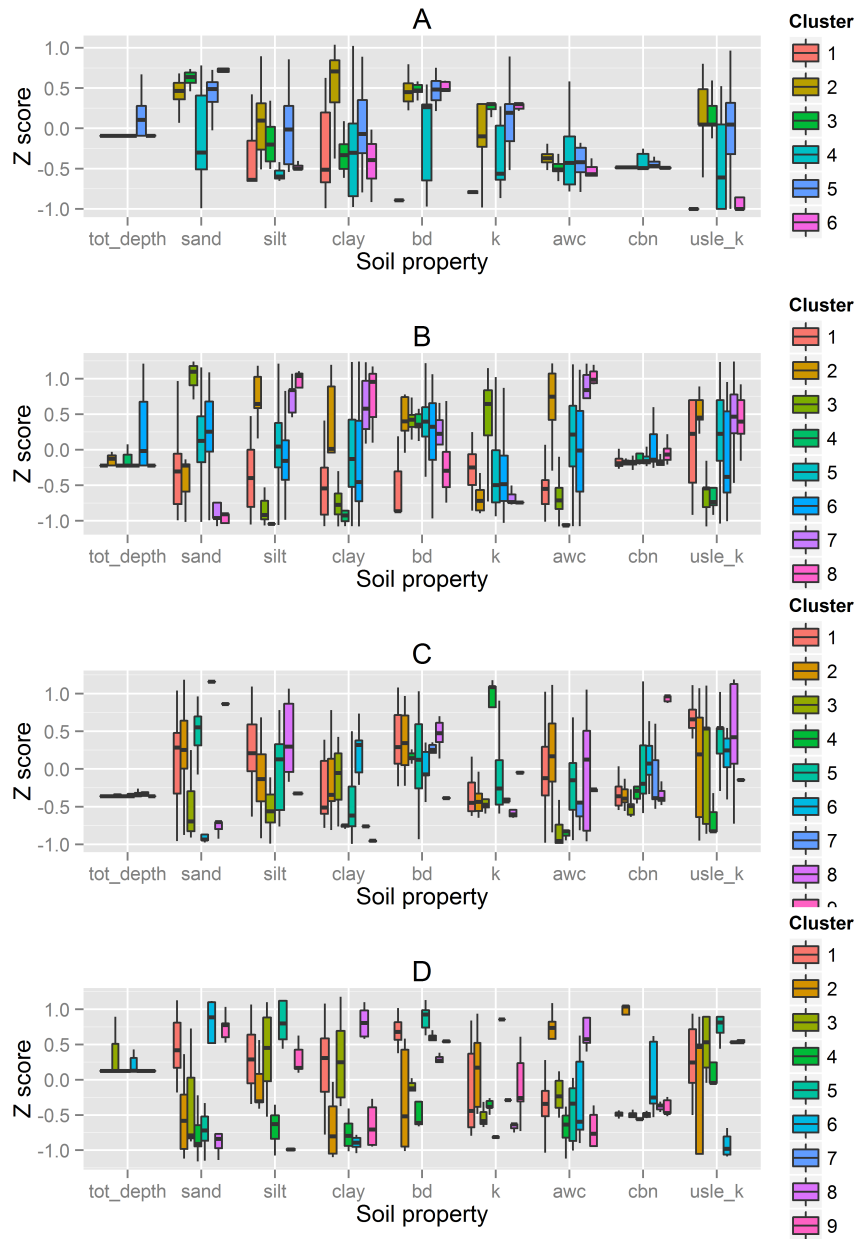 A
Cluster
1.0
0.5
0.0
-0.5
-1.0
Z score
tot_depth sand silt clay bd k awc cbn usle_k
Soil property
1
2
3
4
5
6
B
Cluster
1.0
0.5
0.0
-0.5
-1.0
Z score
tot_depth sand silt clay bd k awc cbn usle_k
Soil property
1
2
3
4
5
6
7
8
C
Cluster
1.0
0.5
0.0
-0.5
-1.0
Z score
tot_depth sand silt clay bd k awc cbn usle_k
Soil property
1
2
3
4
5
6
7
8
D
Cluster
1.0
0.5
0.0
-0.5
-1.0
Z score
tot_depth sand silt clay bd k awc cbn usle_k
Soil property
1
2
3
4
5
6
7
8
9